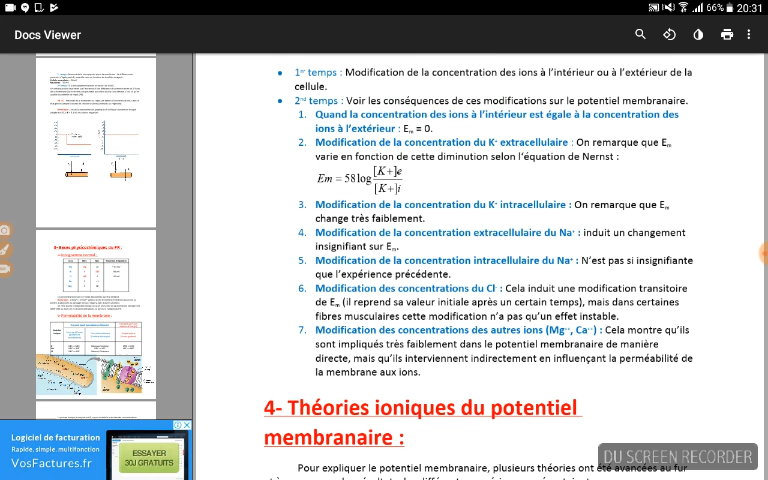 66% 20:31
Docs Viewer
• 1er temps : Modification de la concentration des ions à l'intérieur ou à l'extérieur de la
cellule.
• 2nd temps : Voir les conséquences de ces modifications sur le potentiel membranaire.
1. Quand la concentration des ions à l'intérieur est égale à la concentration des
ions à l'extérieur : Em = 0.
2. Modification de la concentration du K+ extracellulaire : On remarque que Em
varie en fonction de cette diminution selon l'équation de Nernst :
Em = 58 log [K+]e
[K+]i
3. Modification de la concentration du K+ intracellulaire : On remarque que Em
change très faiblement.
4. Modification de la concentration extracellulaire du Na+ : induit un changement
insignifiant sur Em.
5. Modification de la concentration intracellulaire du Na+ : N'est pas si insignifiante
que l'expérience précédente.
6. Modification des concentrations du Cl- : Cela induit une modification transitoire
de Em (il reprend sa valeur initiale après un certain temps), mais dans certaines
fibres musculaires cette modification n'a pas qu'un effet instable.
7. Modification des concentrations des autres ions (Mg++, Ca++) : Cela montre qu'ils
sont impliqués très faiblement dans le potentiel membranaire de manière
directe, mais qu'ils interviennent indirectement en influençant la perméabilité de
la membrane aux ions.
4- Théories ioniques du potentiel
membranaire :
Pour expliquer le potentiel membranaire, plusieurs théories ont été avancées au fur
Logiciel de facturation
Rapide, simple, multifonction
VosFactures.fr
ESSAYER
30J GRATUITS
DU SCREEN RECORDER